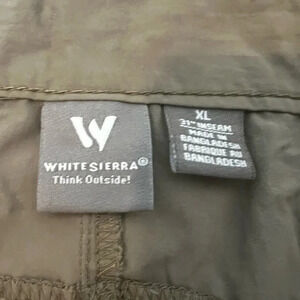 WHITE SIERRA®
Think Outside!
XL
31" INSEAM
MADE IN
BANGLADESH
FABRIQUE AU
BANGLADESH